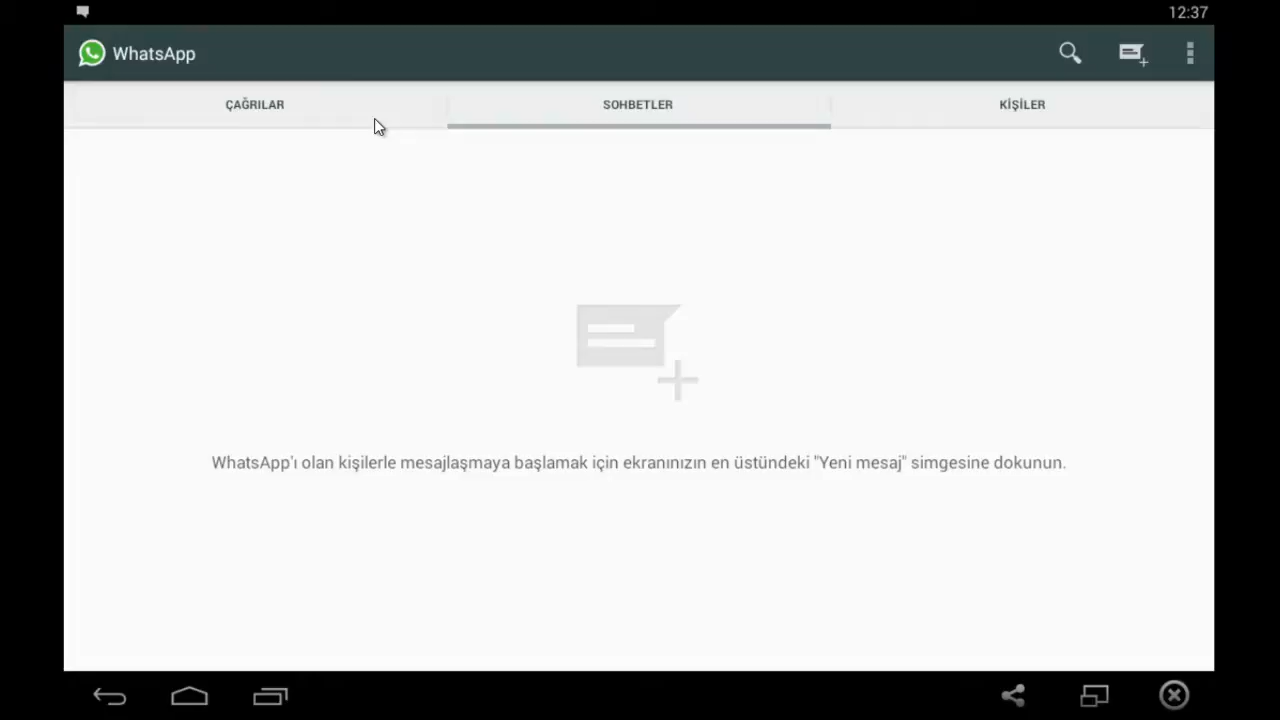 12:37
WhatsApp
ÇAĞRILAR
SOHBETLER
KİŞİLER
WhatsApp'ı olan kişilerle mesajlaşmaya başlamak için ekranınızın en üstündeki "Yeni mesaj" simgesine dokunun.